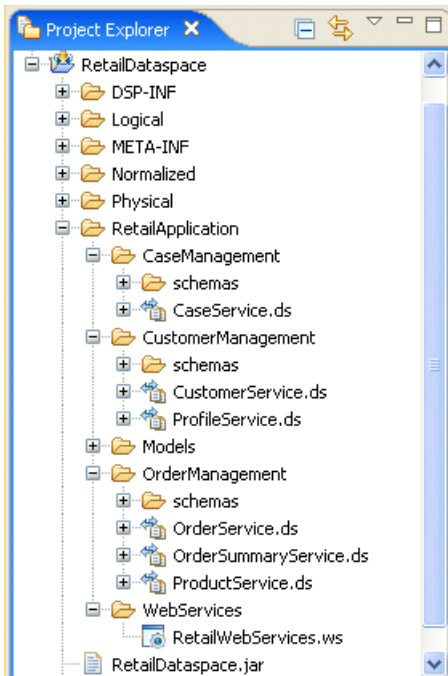 Project Explorer
RetailDataspace
DSP-INF
Logical
META-INF
Normalized
Physical
RetailApplication
CaseManagement
schemas
CaseService.ds
CustomerManagement
schemas
CustomerService.ds
ProfileService.ds
Models
OrderManagement
schemas
OrderService.ds
OrderSummaryService.ds
ProductService.ds
WebServices
RetailWebServices.ws
RetailDataspace.jar